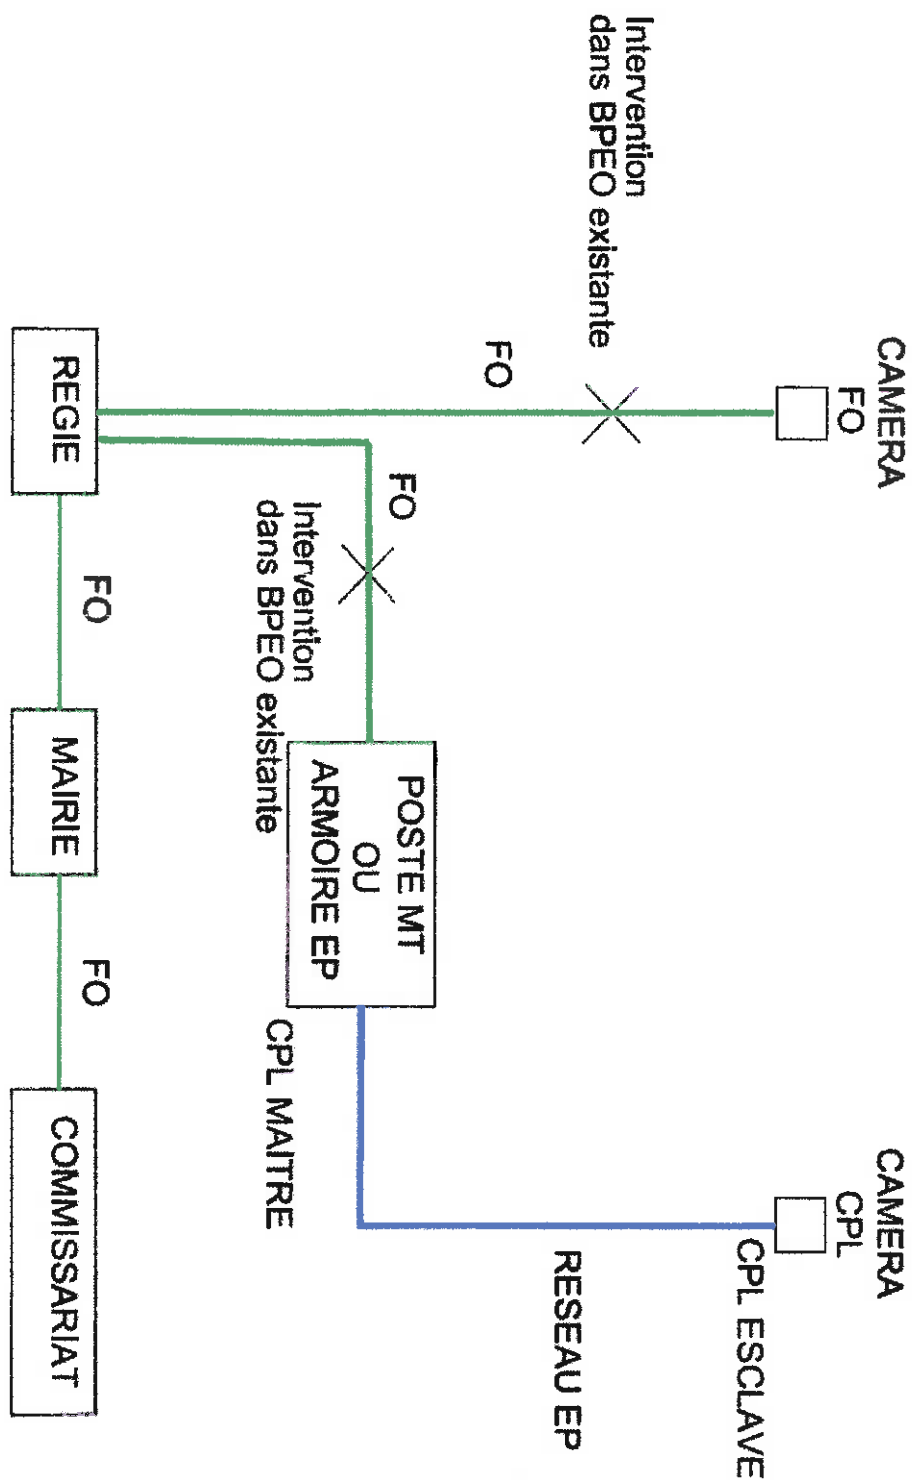 CAMERA
FO
CAMERA
CPL
CPL ESCLAVE
Intervention
dans BPEO existante
FO
RESEAU EP
FO
Intervention
dans BPEO existante
POSTE MT
OU
ARMOIRE EP
CPL MAITRE
REGIE
FO
MAIRIE
FO
COMMISSARIAT